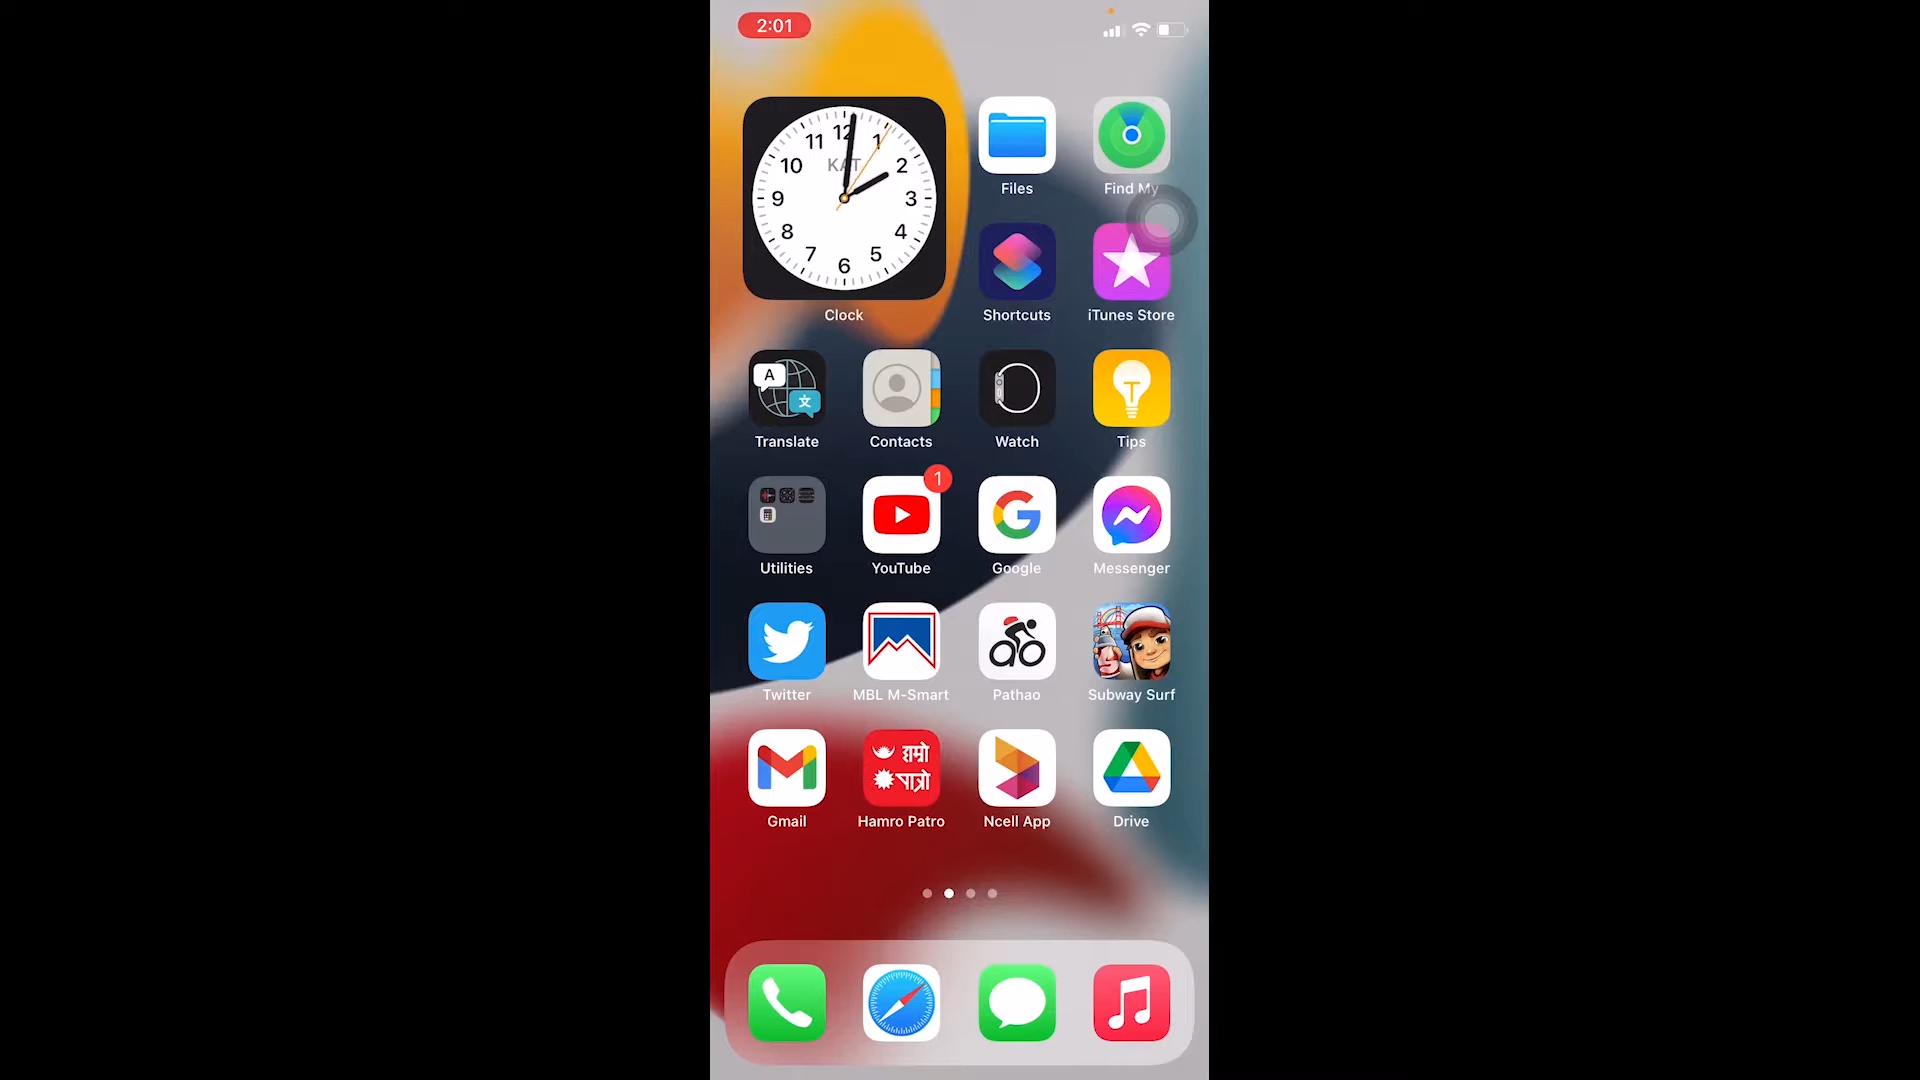 2:01
12
11
1
10
KAT
2
9
3
8
4
7
5
6
Clock
Files
Find My
Shortcuts
iTunes Store
A
文
Translate
Contacts
Watch
Tips
Utilities
1
YouTube
Google
Messenger
Twitter
MBL M-Smart
Pathao
Subway Surf
हाम्रो
पात्रो
Gmail
Hamro Patro
Ncell App
Drive